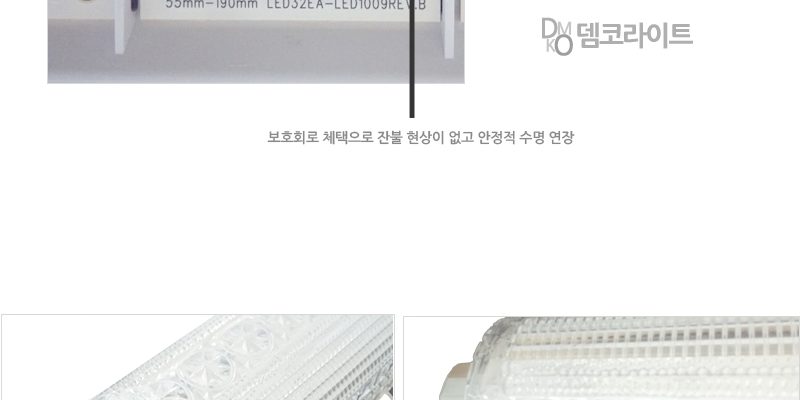 55mm-190mm LED32EA-LED1009REV.B
DMKO 뎀코라이트
보호회로 체택으로 잔불 현상이 없고 안정적 수명 연장